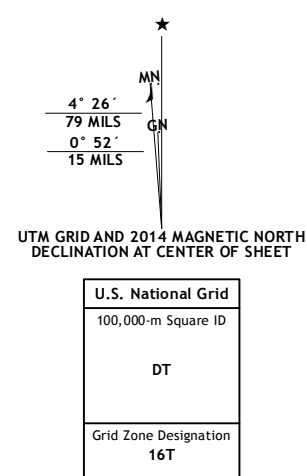 ★
MN
4° 26´
79 MILS
GN
0° 52´
15 MILS
UTM GRID AND 2014 MAGNETIC NORTH
DECLINATION AT CENTER OF SHEET
U.S. National Grid
100,000-m Square ID
DT
Grid Zone Designation
16T